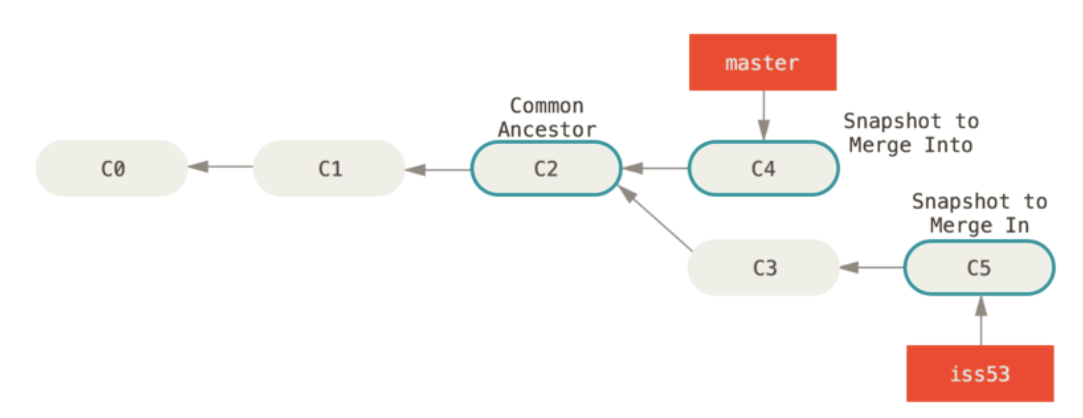 master
Common
Ancestor
Snapshot to
Merge Into
C0
C1
C2
C4
Snapshot to
Merge In
C3
C5
iss53